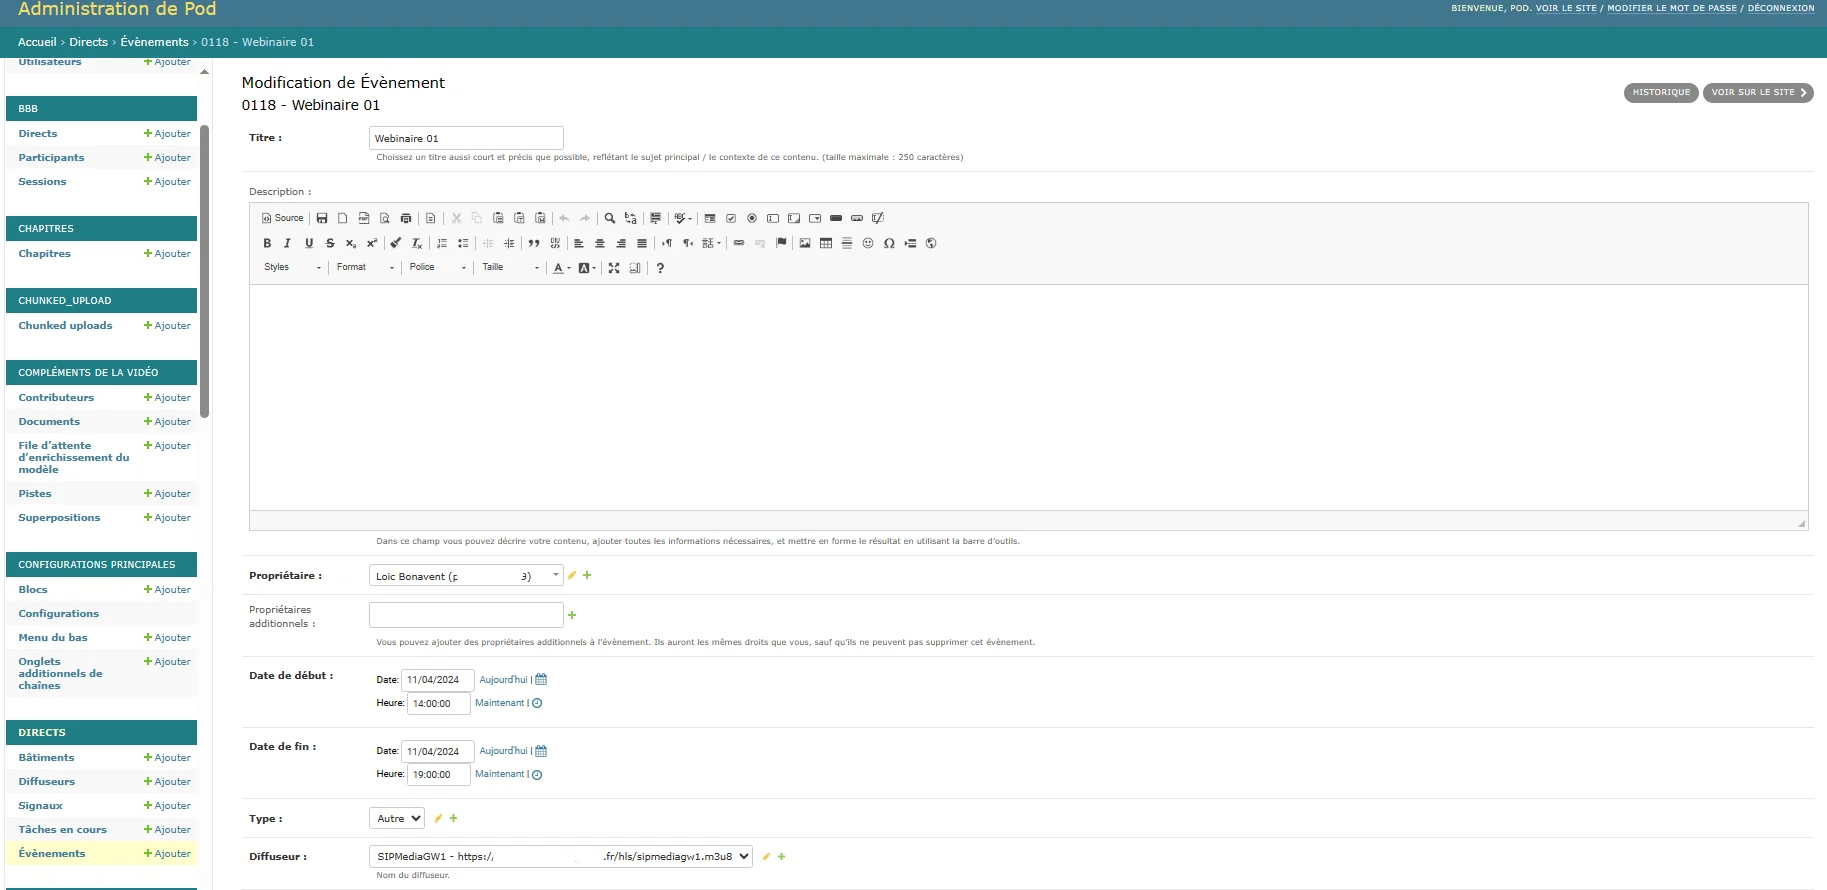 Administration de Pod
BIENVENUE, POD. VOIR LE SITE / MODIFIER LE MOT DE PASSE / DÉCONNEXION
Accueil › Directs › Évènements › 0118 - Webinaire 01
Utilisateurs Ajouter
BBB
Directs Ajouter
Participants Ajouter
Sessions Ajouter
CHAPITRES
Chapitres Ajouter
CHUNKED_UPLOAD
Chunked uploads Ajouter
COMPLÉMENTS DE LA VIDÉO
Contributeurs Ajouter
Documents Ajouter
File d’attente Ajouter
d’enrichissement du
modèle
Pistes Ajouter
Superpositions Ajouter
CONFIGURATIONS PRINCIPALES
Blocs Ajouter
Configurations
Menu du bas Ajouter
Onglets Ajouter
additionnels de
chaînes
DIRECTS
Bâtiments Ajouter
Diffuseurs Ajouter
Signaux Ajouter
Tâches en cours Ajouter
Évènements Ajouter
Modification de Évènement
0118 - Webinaire 01
HISTORIQUE VOIR SUR LE SITE
Titre : Webinaire 01
Choissez un titre aussi court et précis que possible, reflétant le sujet principal / le contexte de ce contenu. (taille maximale : 250 caractères)
Description :
Source
Styles Format Police Taille
Dans ce champ vous pouvez décrire votre contenu, ajouter toutes les informations nécessaires, et mettre en forme le résultat en utilisant la barre d'outils.
Propriétaire : Loic Bonavent (p 9)
Propriétaires
additionnels :
Vous pouvez ajouter des propriétaires additionnels à l’évènement. Ils auront les mêmes droits que vous, sauf qu’ils ne peuvent pas supprimer cet évènement.
Date de début : Date: 11/04/2024 Aujourd'hui |
Heure: 14:00:00 Maintenant |
Date de fin : Date: 11/04/2024 Aujourd'hui |
Heure: 19:00:00 Maintenant |
Type : Autre
Diffuseur : SIPMediaGW1 - https:// .fr/hls/sipmediagw1.m3u8
Nom du diffuseur.